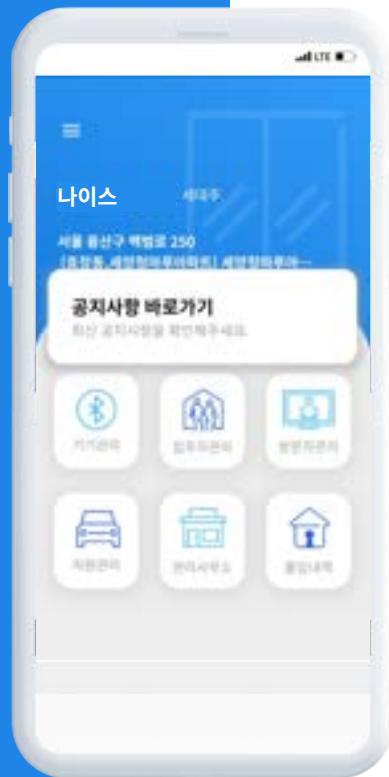 LTE
나이스 세대주
서울 용산구 백범로 250
공지사항 바로가기
최신 공지사항을 확인해주세요.
기기관리 입주자관리 방문자관리
차량관리 관리사무소 출입내역